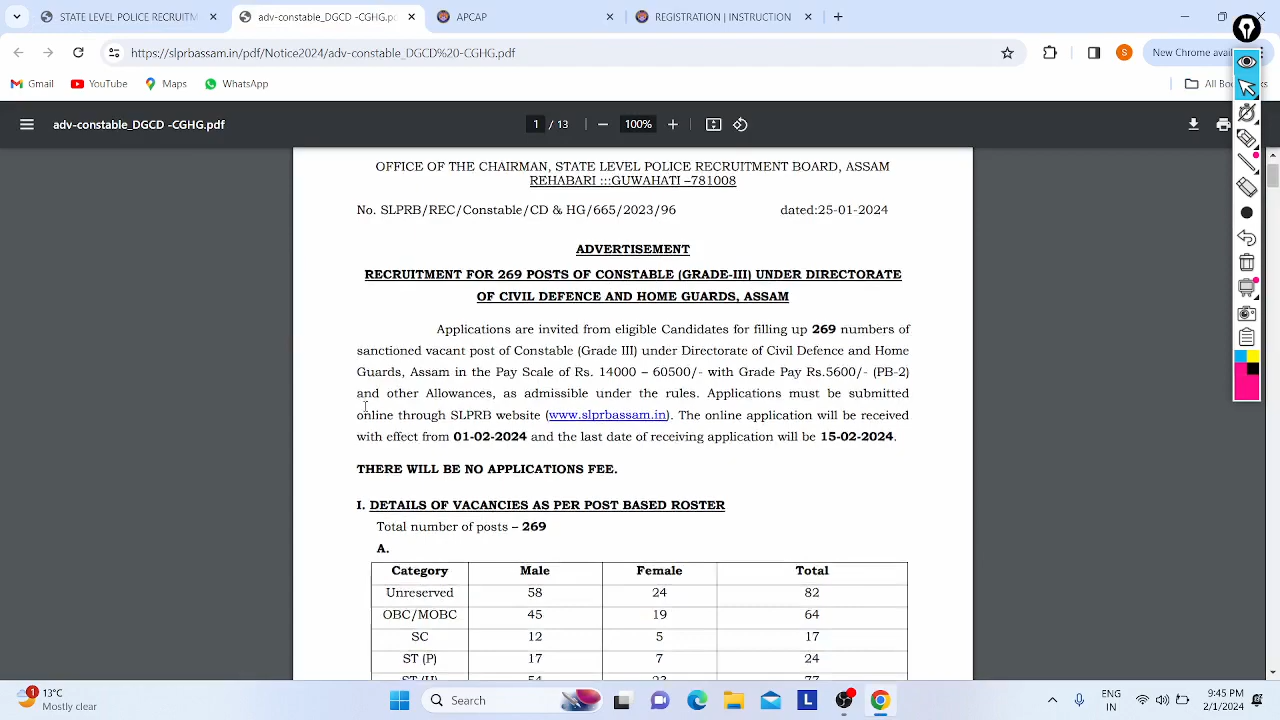 STATE LEVEL POLICE RECRUITM
adv-constable_DGCD -CGHG.pdf
APCAP
REGISTRATION | INSTRUCTION
https://slprbassam.in/pdf/Notice2024/adv-constable_DGCD%20-CGHG.pdf
S
New Chrome avail
Gmail
YouTube
Maps
WhatsApp
All Bo
adv-constable_DGCD -CGHG.pdf
1 / 13
100%
OFFICE OF THE CHAIRMAN, STATE LEVEL POLICE RECRUITMENT BOARD, ASSAM
REHABARI :::GUWAHATI –781008
No. SLPRB/REC/Constable/CD & HG/665/2023/96 dated:25-01-2024
ADVERTISEMENT
RECRUITMENT FOR 269 POSTS OF CONSTABLE (GRADE-III) UNDER DIRECTORATE
OF CIVIL DEFENCE AND HOME GUARDS, ASSAM
Applications are invited from eligible Candidates for filling up 269 numbers of
sanctioned vacant post of Constable (Grade III) under Directorate of Civil Defence and Home
Guards, Assam in the Pay Scale of Rs. 14000 – 60500/- with Grade Pay Rs.5600/- (PB-2)
and other Allowances, as admissible under the rules. Applications must be submitted
online through SLPRB website (www.slprbassam.in). The online application will be received
with effect from 01-02-2024 and the last date of receiving application will be 15-02-2024.
THERE WILL BE NO APPLICATIONS FEE.
I. DETAILS OF VACANCIES AS PER POST BASED ROSTER
Total number of posts – 269
A.
Category Male Female Total
Unreserved 58 24 82
OBC/MOBC 45 19 64
SC 12 5 17
ST (P) 17 7 24
ST (H) 54 23 77
1
13°C
Mostly clear
Search
L
ENG
IN
9:45 PM
2/1/2024